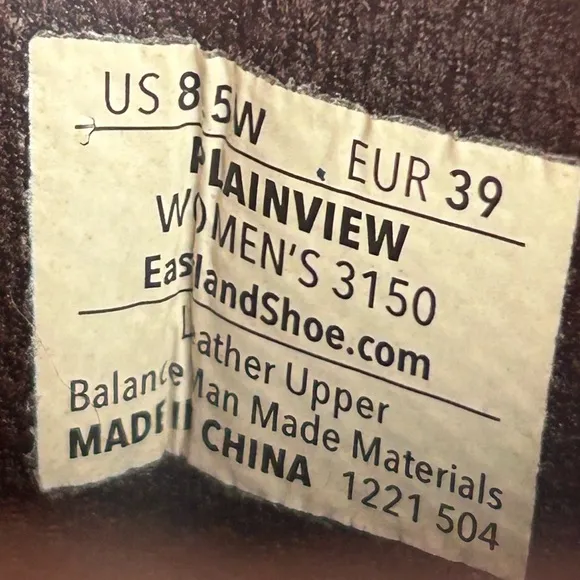 US 8.5W EUR 39
PLAINVIEW
WOMEN'S 3150
EastlandShoe.com
Leather Upper
Balance Man Made Materials
MADE IN CHINA 1221 504